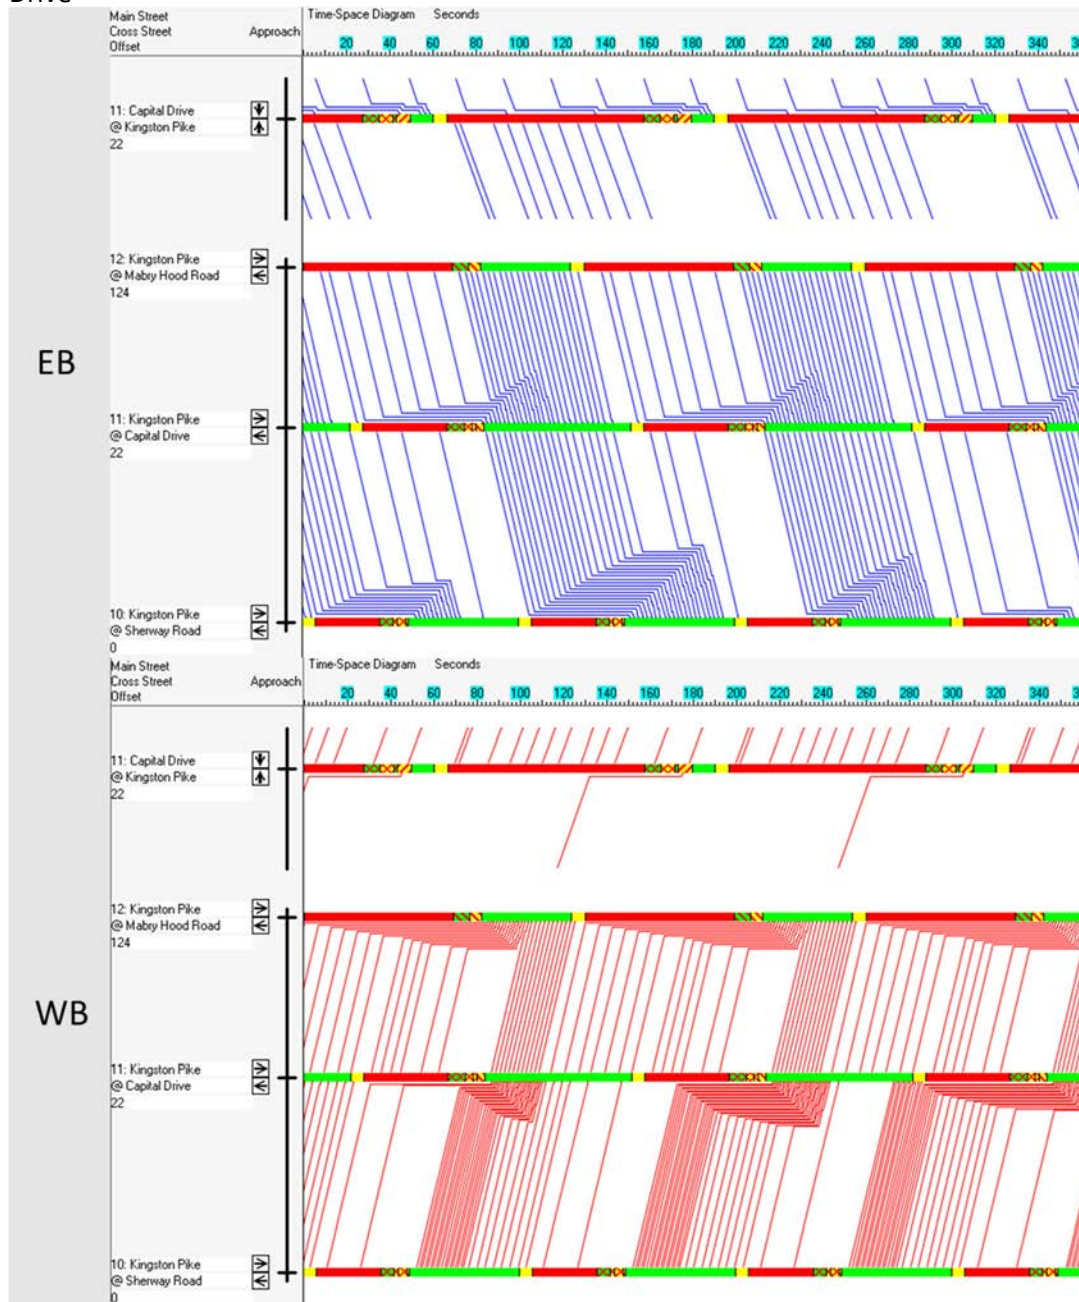 Drive
Main Street Time-Space Diagram Seconds
Cross Street Approach
Offset 20 40 60 80 100 120 140 160 180 200 220 240 260 280 300 320 340
11: Capital Drive
@ Kingston Pike
22
12: Kingston Pike
@ Mabry Hood Road
124
EB
11: Kingston Pike
@ Capital Drive
22
10: Kingston Pike
@ Sherway Road
0
Main Street Time-Space Diagram Seconds
Cross Street Approach
Offset 20 40 60 80 100 120 140 160 180 200 220 240 260 280 300 320 340
11: Capital Drive
@ Kingston Pike
22
12: Kingston Pike
@ Mabry Hood Road
124
WB
11: Kingston Pike
@ Capital Drive
22
10: Kingston Pike
@ Sherway Road
0